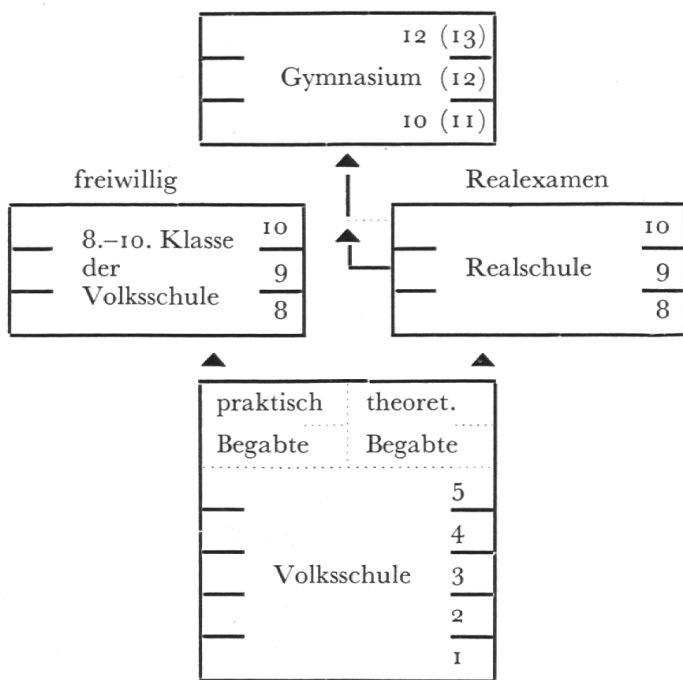 12 (13)
Gymnasium (12)
10 (11)
freiwillig
Realexamen
8.–10. Klasse
der
Volksschule
10
9
8
Realschule
10
9
8
praktisch
Begabte
theoret.
Begabte
5
4
Volksschule 3
2
1